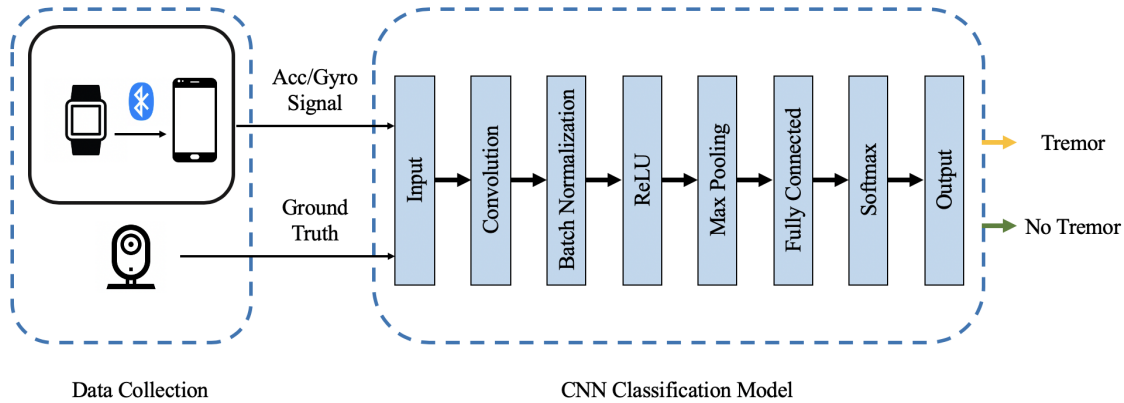 Acc/Gyro
Signal
Ground
Truth
Input
Convolution
Batch Normalization
ReLU
Max Pooling
Fully Connected
Softmax
Output
Tremor
No Tremor
Data Collection
CNN Classification Model